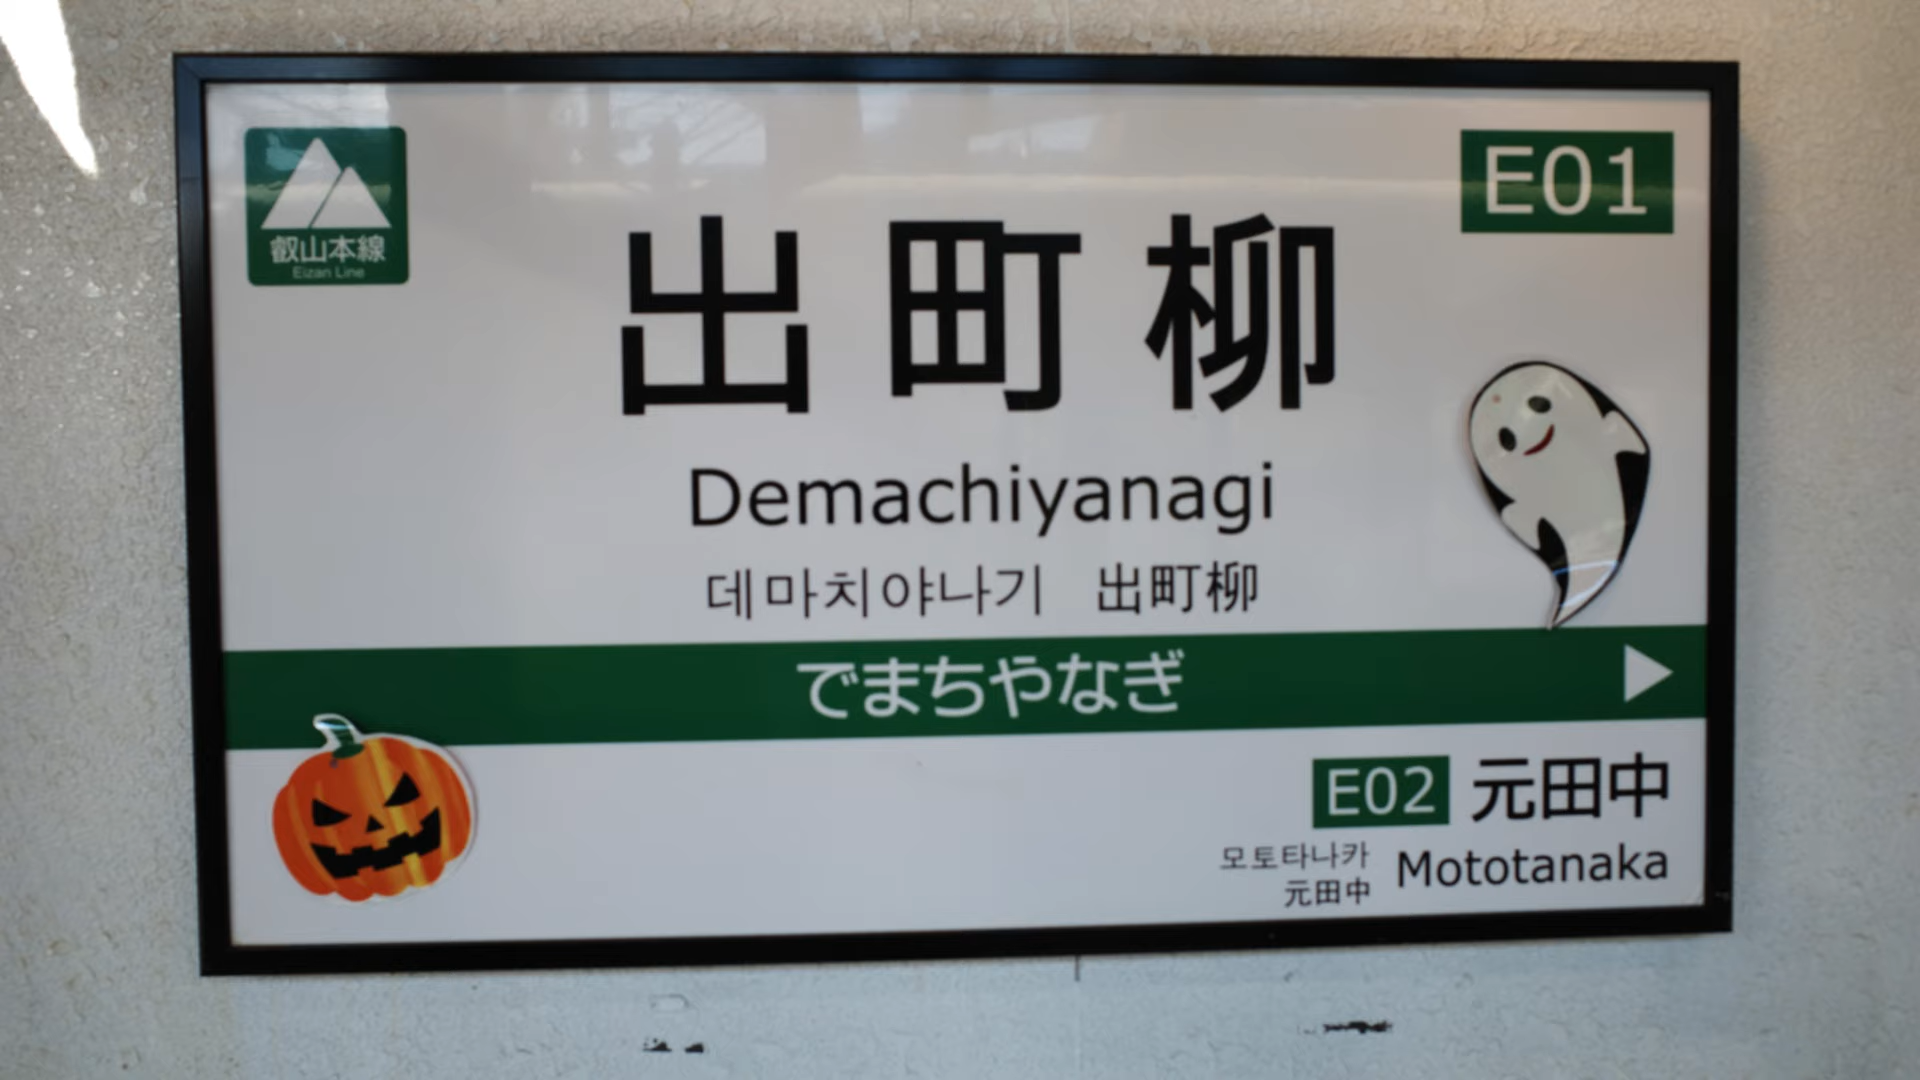 叡山本線
Eizan Line
E01
出町柳
Demachiyanagi
데마치야나기 出町柳
でまちやなぎ
E02 元田中
모토타나카
元田中
Mototanaka